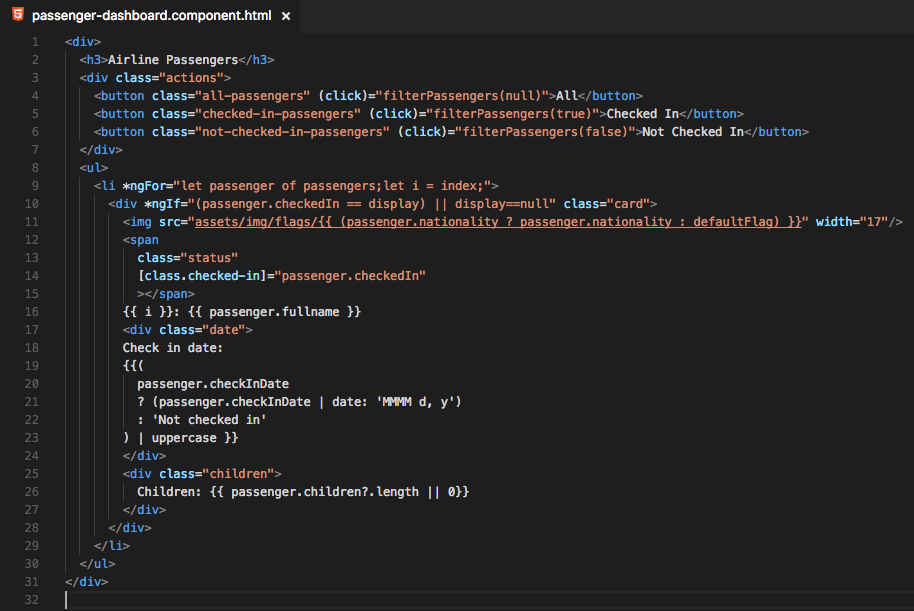 passenger-dashboard.component.html ×
1 <div>
2 <h3>Airline Passengers</h3>
3 <div class="actions">
4 <button class="all-passengers" (click)="filterPassengers(null)">All</button>
5 <button class="checked-in-passengers" (click)="filterPassengers(true)">Checked In</button>
6 <button class="not-checked-in-passengers" (click)="filterPassengers(false)">Not Checked In</button>
7 </div>
8 <ul>
9 <li *ngFor="let passenger of passengers;let i = index;">
10 <div *ngIf="(passenger.checkedIn == display) || display==null" class="card">
11 <img src="assets/img/flags/{{ (passenger.nationality ? passenger.nationality : defaultFlag) }}" width="17"/>
12 <span
13 class="status"
14 [class.checked-in]="passenger.checkedIn"
15 ></span>
16 {{ i }}: {{ passenger.fullname }}
17 <div class="date">
18 Check in date:
19 {{(
20 passenger.checkInDate
21 ? (passenger.checkInDate | date: 'MMMM d, y')
22 : 'Not checked in'
23 ) | uppercase }}
24 </div>
25 <div class="children">
26 Children: {{ passenger.children?.length || 0}}
27 </div>
28 </div>
29 </li>
30 </ul>
31 </div>
32